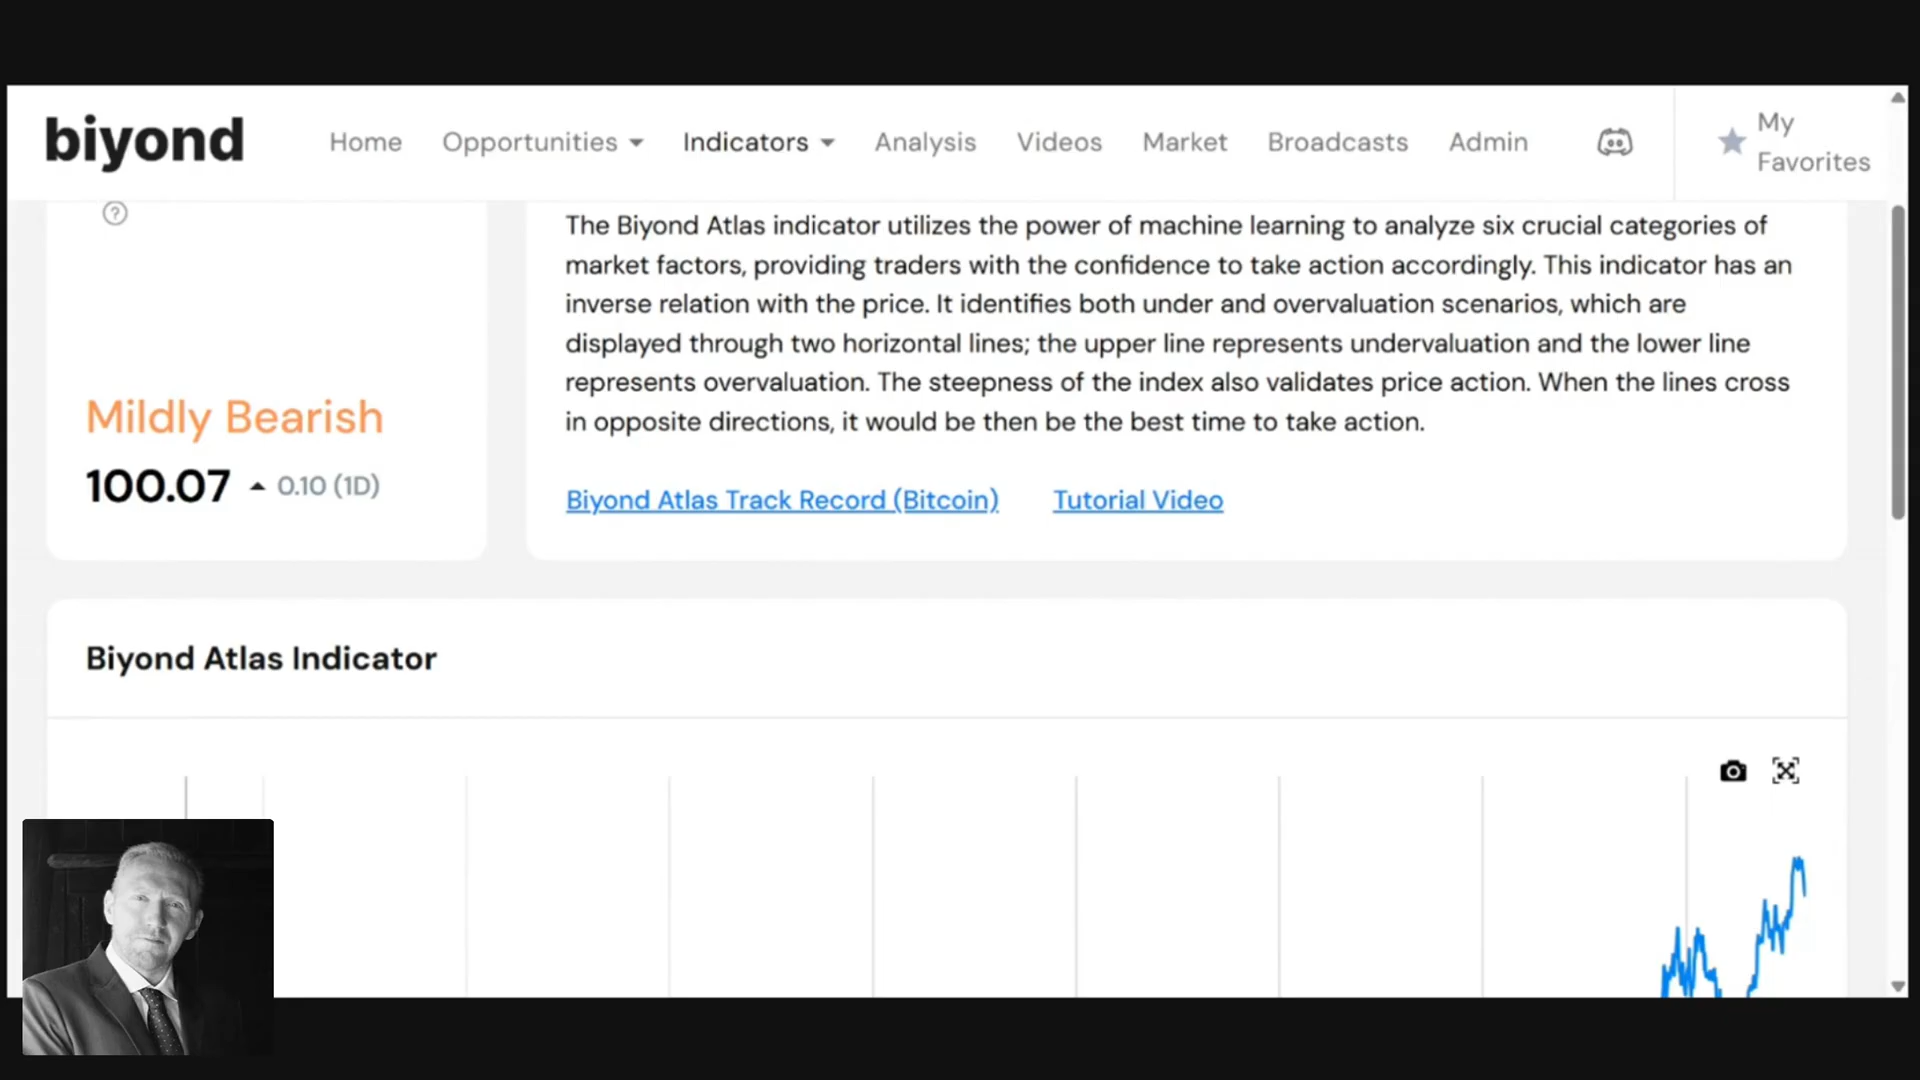 biyond
Home Opportunities Indicators Analysis Videos Market Broadcasts Admin
My
Favorites
?
The Biyond Atlas indicator utilizes the power of machine learning to analyze six crucial categories of
market factors, providing traders with the confidence to take action accordingly. This indicator has an
inverse relation with the price. It identifies both under and overvaluation scenarios, which are
displayed through two horizontal lines; the upper line represents undervaluation and the lower line
represents overvaluation. The steepness of the index also validates price action. When the lines cross
in opposite directions, it would be then be the best time to take action.
Mildly Bearish
100.07 0.10 (1D)
Biyond Atlas Track Record (Bitcoin) Tutorial Video
Biyond Atlas Indicator